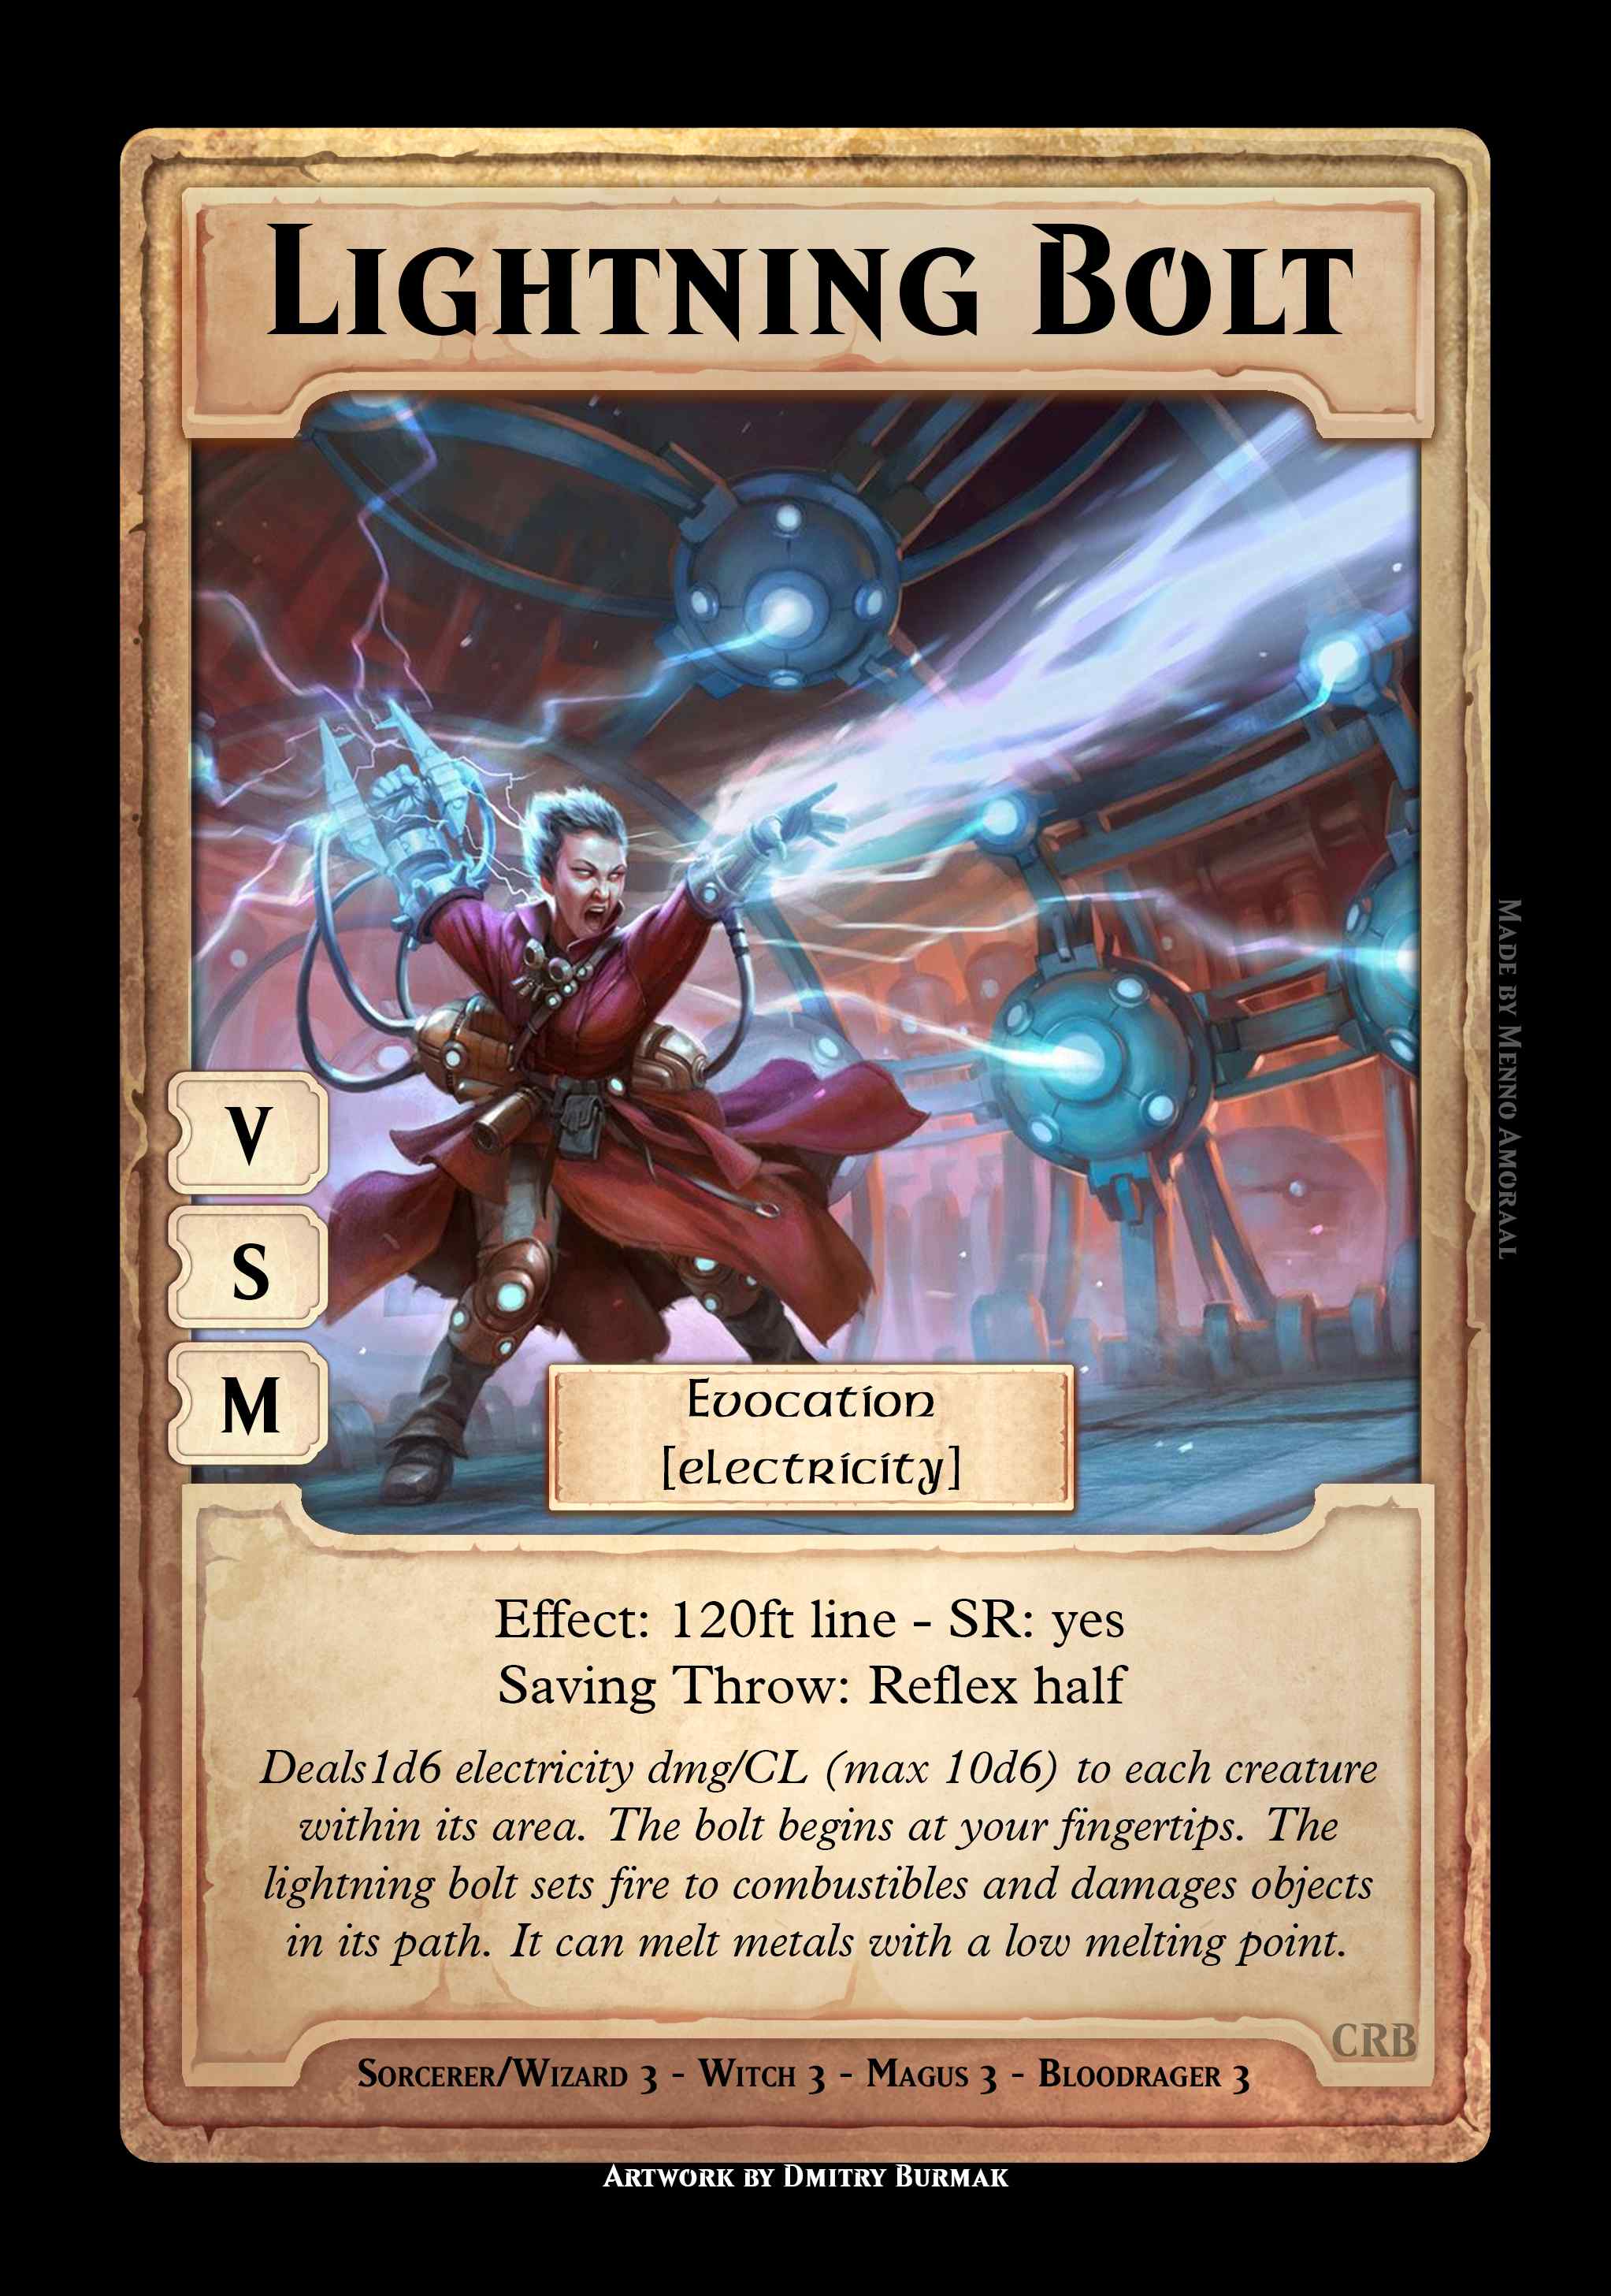 Lightning Bolt
V
S
M
Evocation
[electricity]
Effect: 120ft line - SR: yes
Saving Throw: Reflex half
Deals1d6 electricity dmg/CL (max 10d6) to each creature
within its area. The bolt begins at your fingertips. The
lightning bolt sets fire to combustibles and damages objects
in its path. It can melt metals with a low melting point.
CRB
Sorcerer/Wizard 3 - Witch 3 - Magus 3 - Bloodrager 3
Artwork by Dmitry Burmak
Made by Menno Amoraal